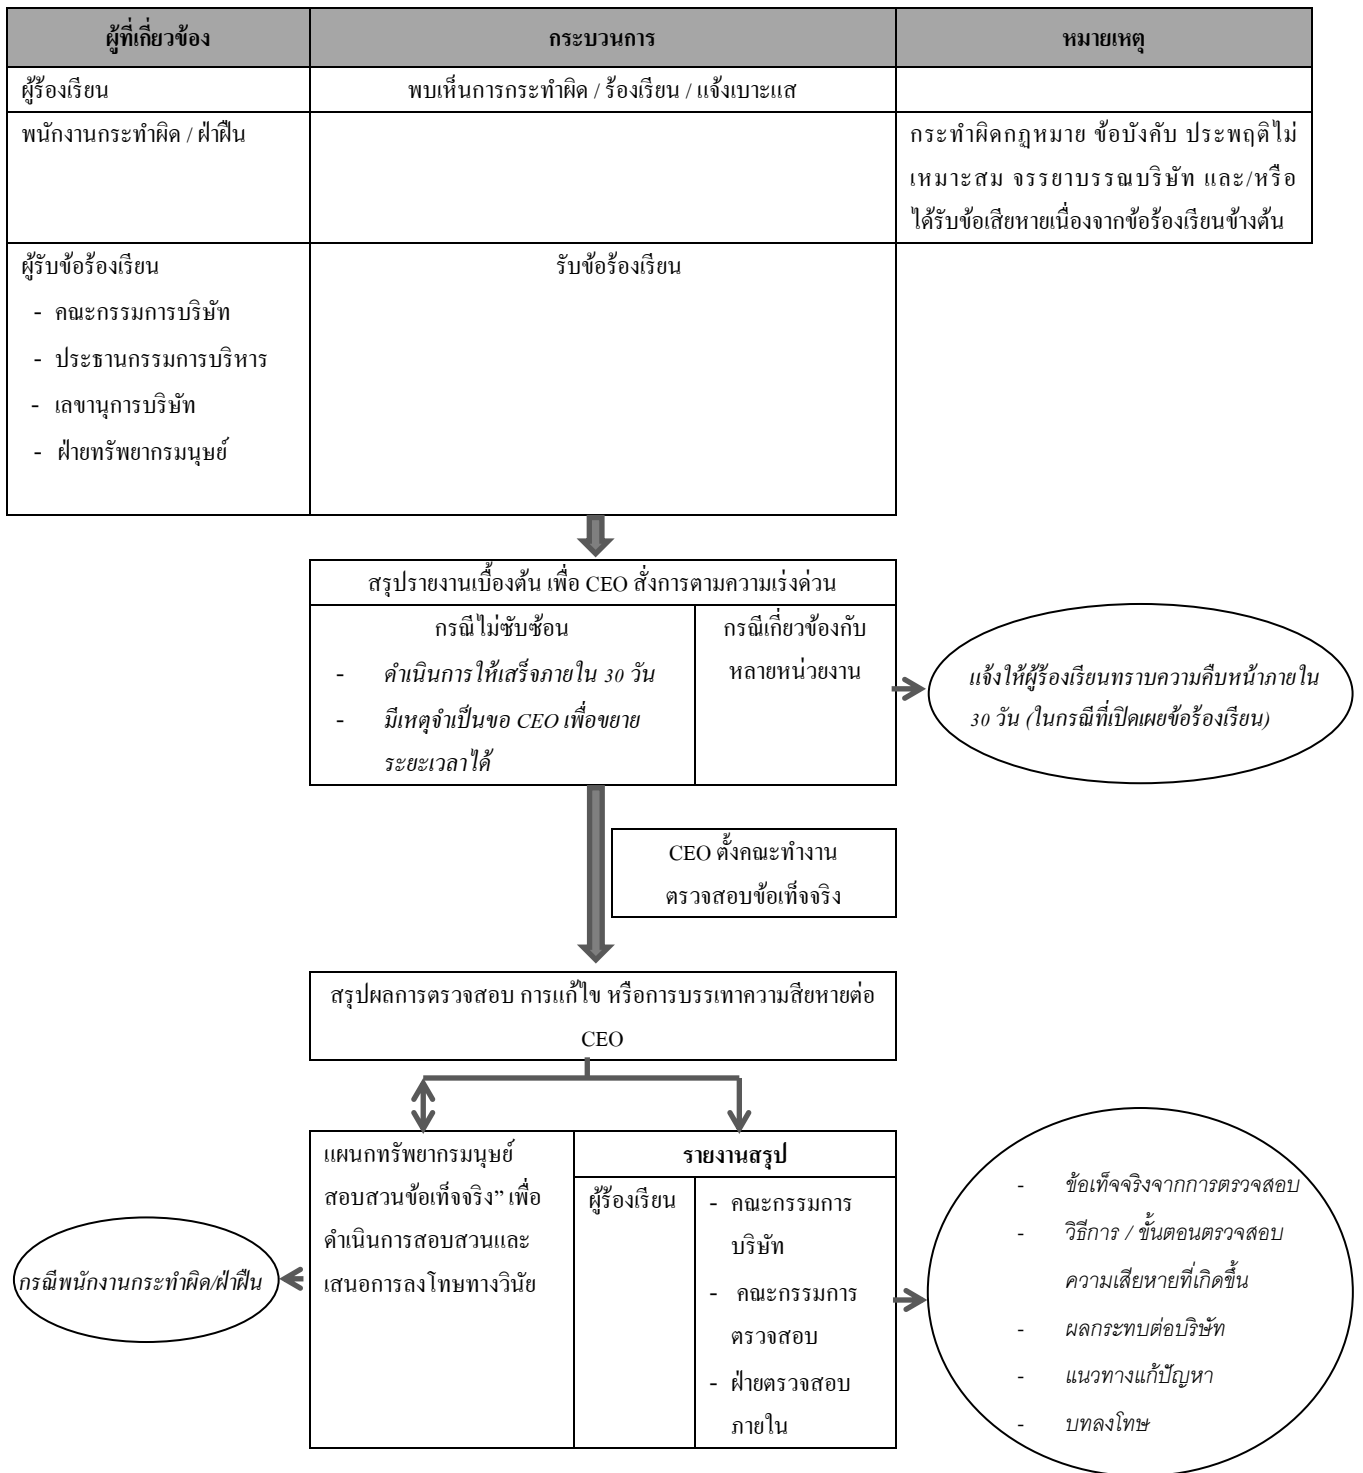 ผู้ที่เกี่ยวข้อง
กระบวนการ
หมายเหตุ
ผู้ร้องเรียน
พบเห็นการกระทำผิด / ร้องเรียน / แจ้งเบาะแส
พนักงานกระทำผิด / ฝ่าฝืน
กระทำผิดกฎหมาย ข้อบังคับ ประพฤติไม่
เหมาะสม จรรยาบรรณบริษัท และ/หรือ
ได้รับข้อเสียหายเนื่องจากข้อร้องเรียนข้างต้น
ผู้รับข้อร้องเรียน
- คณะกรรมการบริษัท
- ประธานกรรมการบริหาร
- เลขานุการบริษัท
- ฝ่ายทรัพยากรมนุษย์
รับข้อร้องเรียน
สรุปรายงานเบื้องต้น เพื่อ CEO สั่งการตามความเร่งด่วน
กรณีไม่ซับซ้อน
- ดำเนินการให้เสร็จภายใน 30 วัน
- มีเหตุจำเป็นขอ CEO เพื่อขยาย
ระยะเวลาได้
กรณีเกี่ยวข้องกับ
หลายหน่วยงาน
แจ้งให้ผู้ร้องเรียนทราบความคืบหน้าภายใน
30 วัน (ในกรณีที่เปิดเผยข้อร้องเรียน)
CEO ตั้งคณะทำงาน
ตรวจสอบข้อเท็จจริง
สรุปผลการตรวจสอบ การแก้ไข หรือการบรรเทาความสียหายต่อ
CEO
แผนกทรัพยากรมนุษย์
สอบสวนข้อเท็จจริง” เพื่อ
ดำเนินการสอบสวนและ
เสนอการลงโทษทางวินัย
รายงานสรุป
ผู้ร้องเรียน
- คณะกรรมการ
บริษัท
- คณะกรรมการ
ตรวจสอบ
- ฝ่ายตรวจสอบ
ภายใน
กรณีพนักงานกระทำผิด/ฝ่าฝืน
- ข้อเท็จจริงจากการตรวจสอบ
- วิธีการ / ขั้นตอนตรวจสอบ
ความเสียหายที่เกิดขึ้น
- ผลกระทบต่อบริษัท
- แนวทางแก้ปัญหา
- บทลงโทษ